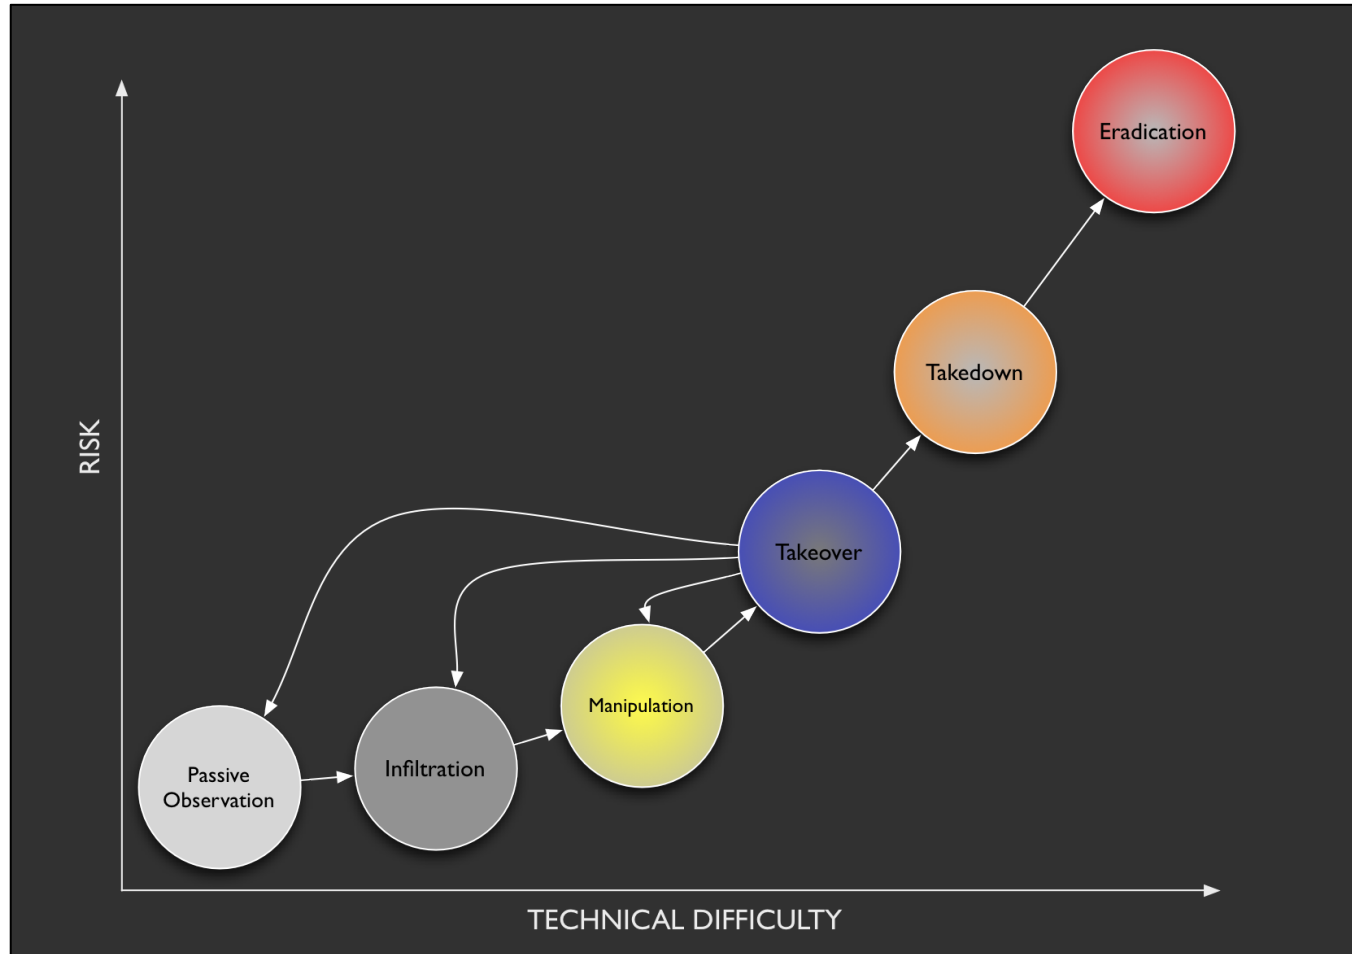 Eradication
Takedown
RISK
Takeover
Manipulation
Infiltration
Passive
Observation
TECHNICAL DIFFICULTY